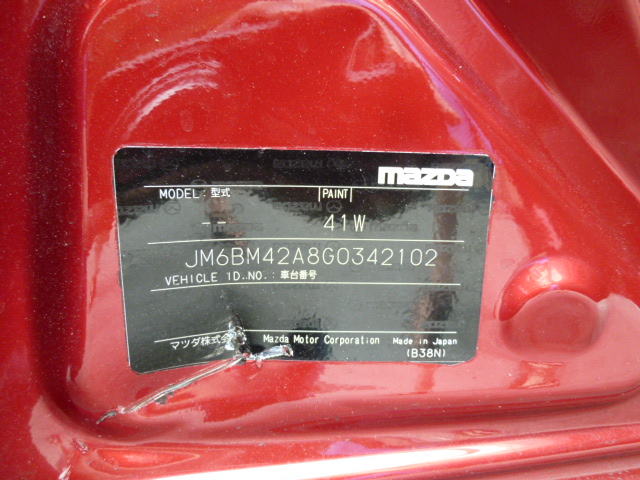 mazda
MODEL : 型式 PAINT
-- 41W
JM6BM42A8G0342102
VEHICLE ID.NO. : 車台番号
マツダ株式会社 Mazda Motor Corporation Made in Japan
(B38N)